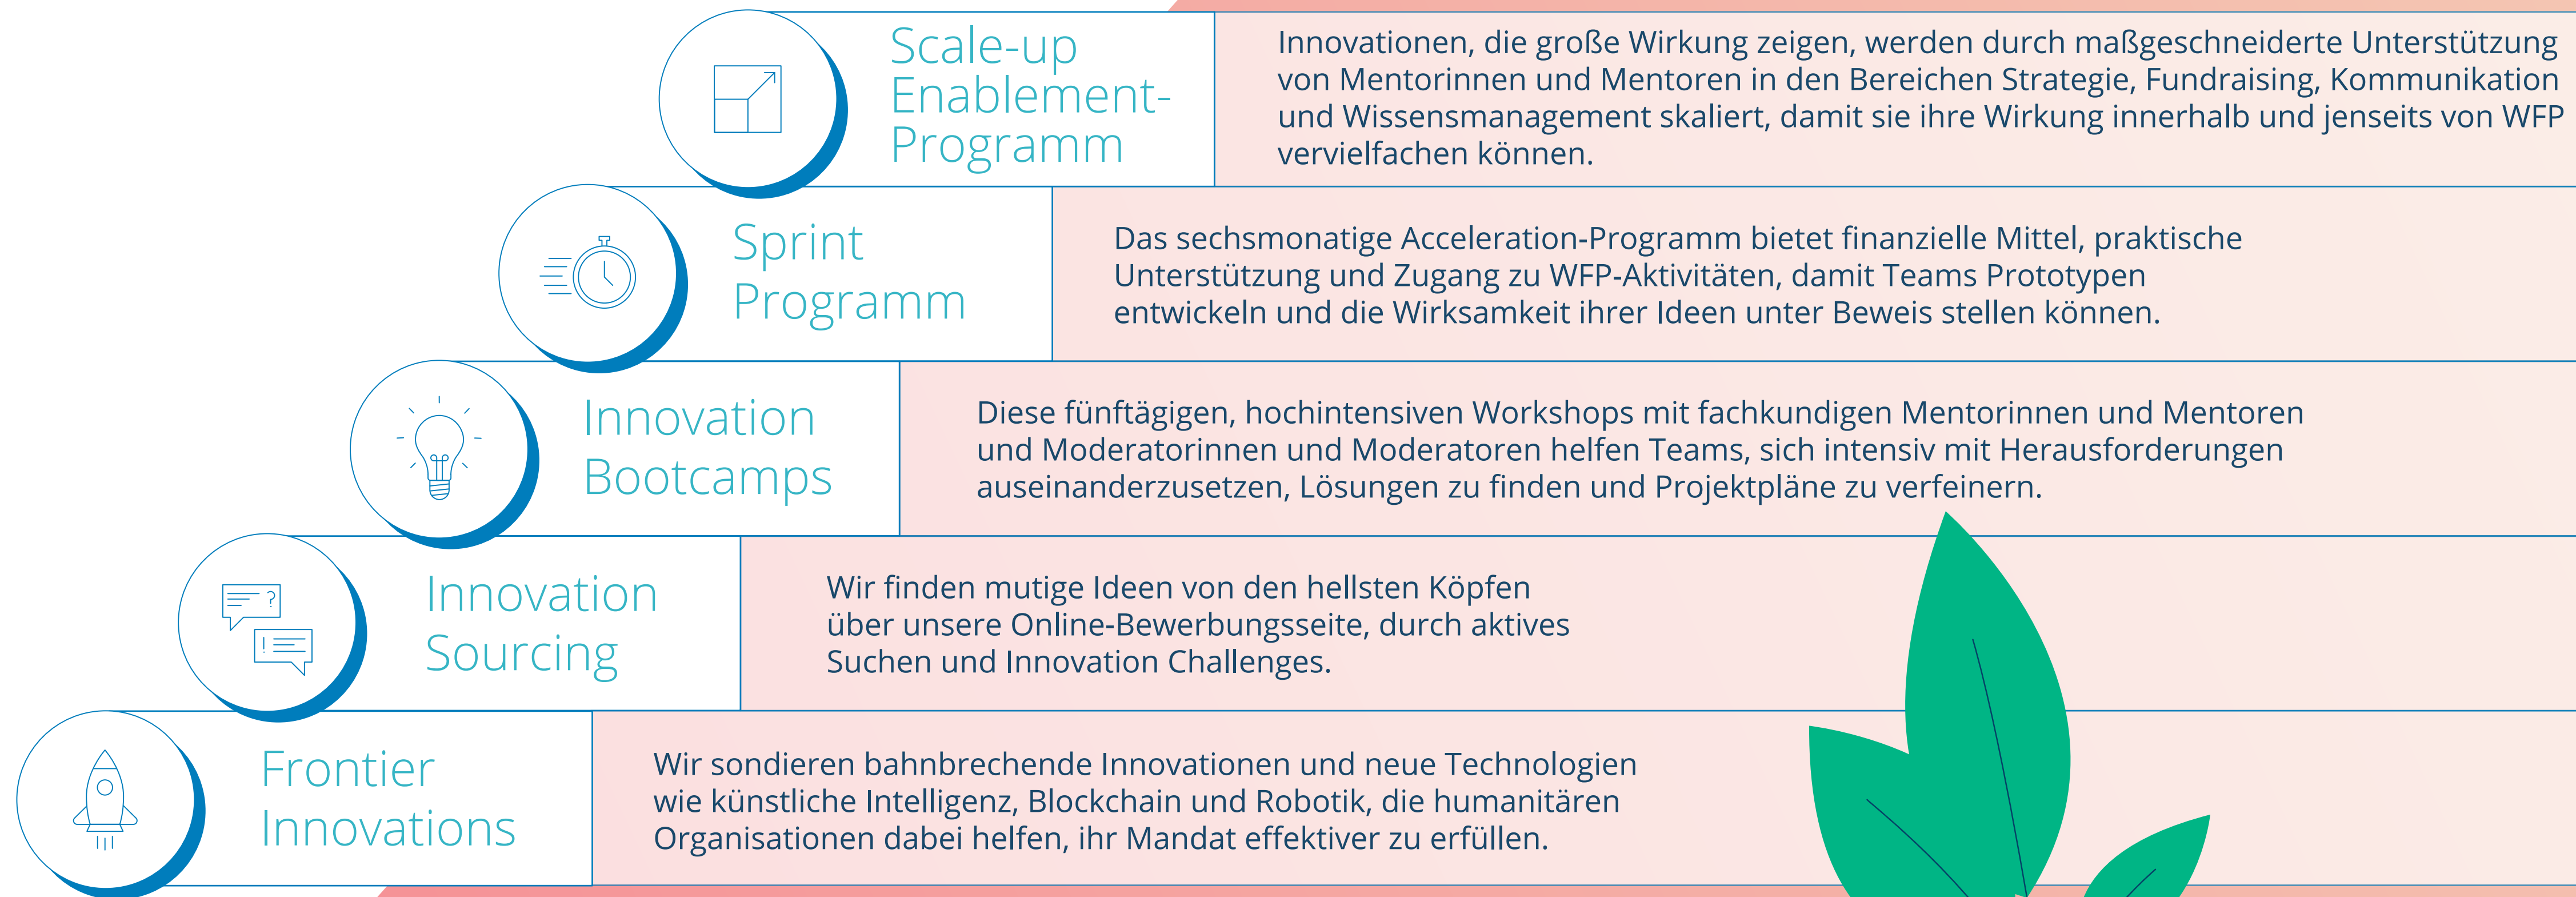 Scale-up
Enablement-
Programm
Innovationen, die große Wirkung zeigen, werden durch maßgeschneiderte Unterstützung
von Mentorinnen und Mentoren in den Bereichen Strategie, Fundraising, Kommunikation
und Wissensmanagement skaliert, damit sie ihre Wirkung innerhalb und jenseits von WFP
vervielfachen können.
Sprint
Programm
Das sechsmonatige Acceleration-Programm bietet finanzielle Mittel, praktische
Unterstützung und Zugang zu WFP-Aktivitäten, damit Teams Prototypen
entwickeln und die Wirksamkeit ihrer Ideen unter Beweis stellen können.
Innovation
Bootcamps
Diese fünftägigen, hochintensiven Workshops mit fachkundigen Mentorinnen und Mentoren
und Moderatorinnen und Moderatoren helfen Teams, sich intensiv mit Herausforderungen
auseinanderzusetzen, Lösungen zu finden und Projektpläne zu verfeinern.
?
!
Innovation
Sourcing
Wir finden mutige Ideen von den hellsten Köpfen
über unsere Online-Bewerbungsseite, durch aktives
Suchen und Innovation Challenges.
Frontier
Innovations
Wir sondieren bahnbrechende Innovationen und neue Technologien
wie künstliche Intelligenz, Blockchain und Robotik, die humanitären
Organisationen dabei helfen, ihr Mandat effektiver zu erfüllen.